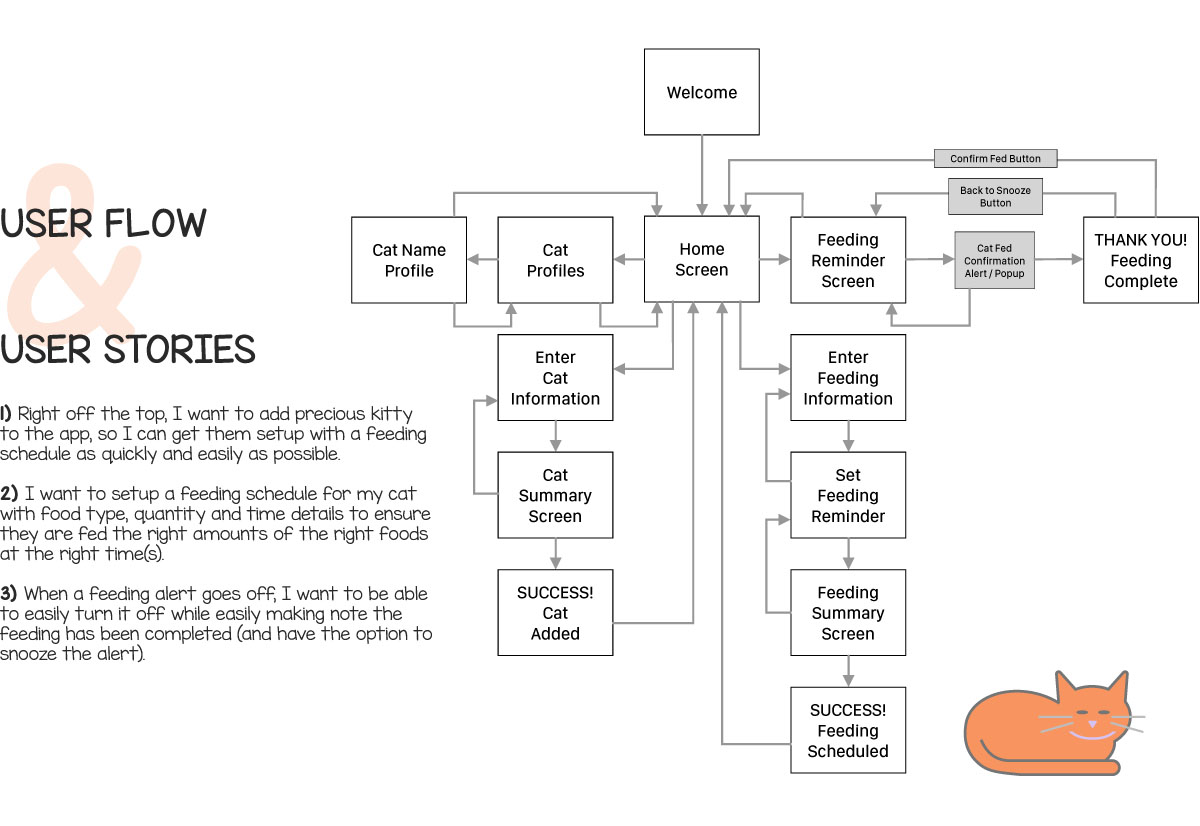 USER FLOW
&
USER STORIES
1) Right off the top, I want to add precious kitty
to the app, so I can get them setup with a feeding
schedule as quickly and easily as possible.
2) I want to setup a feeding schedule for my cat
with food type, quantity and time details to ensure
they are fed the right amounts of the right foods
at the right time(s).
3) When a feeding alert goes off, I want to be able
to easily turn it off while easily making note the
feeding has been completed (and have the option to
snooze the alert).
Welcome
Confirm Fed Button
Back to Snooze
Button
Cat Name
Profile
Cat
Profiles
Home
Screen
Feeding
Reminder
Screen
Cat Fed
Confirmation
Alert / Popup
THANK YOU!
Feeding
Complete
Enter
Cat
Information
Cat
Summary
Screen
SUCCESS!
Cat
Added
Enter
Feeding
Information
Set
Feeding
Reminder
Feeding
Summary
Screen
SUCCESS!
Feeding
Scheduled